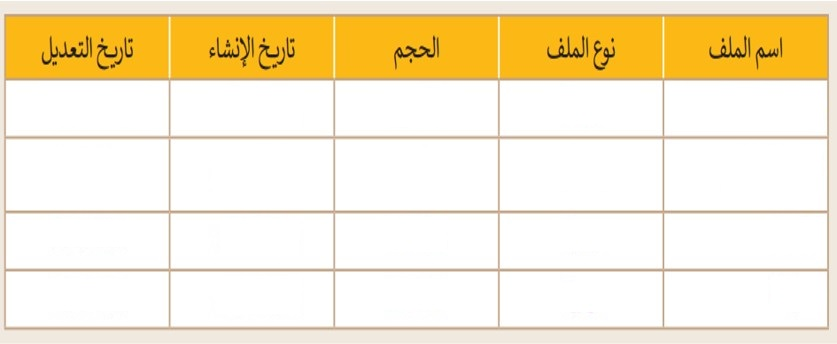 اسم الملف نوع الملف الحجم تاريخ الإنشاء تاريخ التعديل